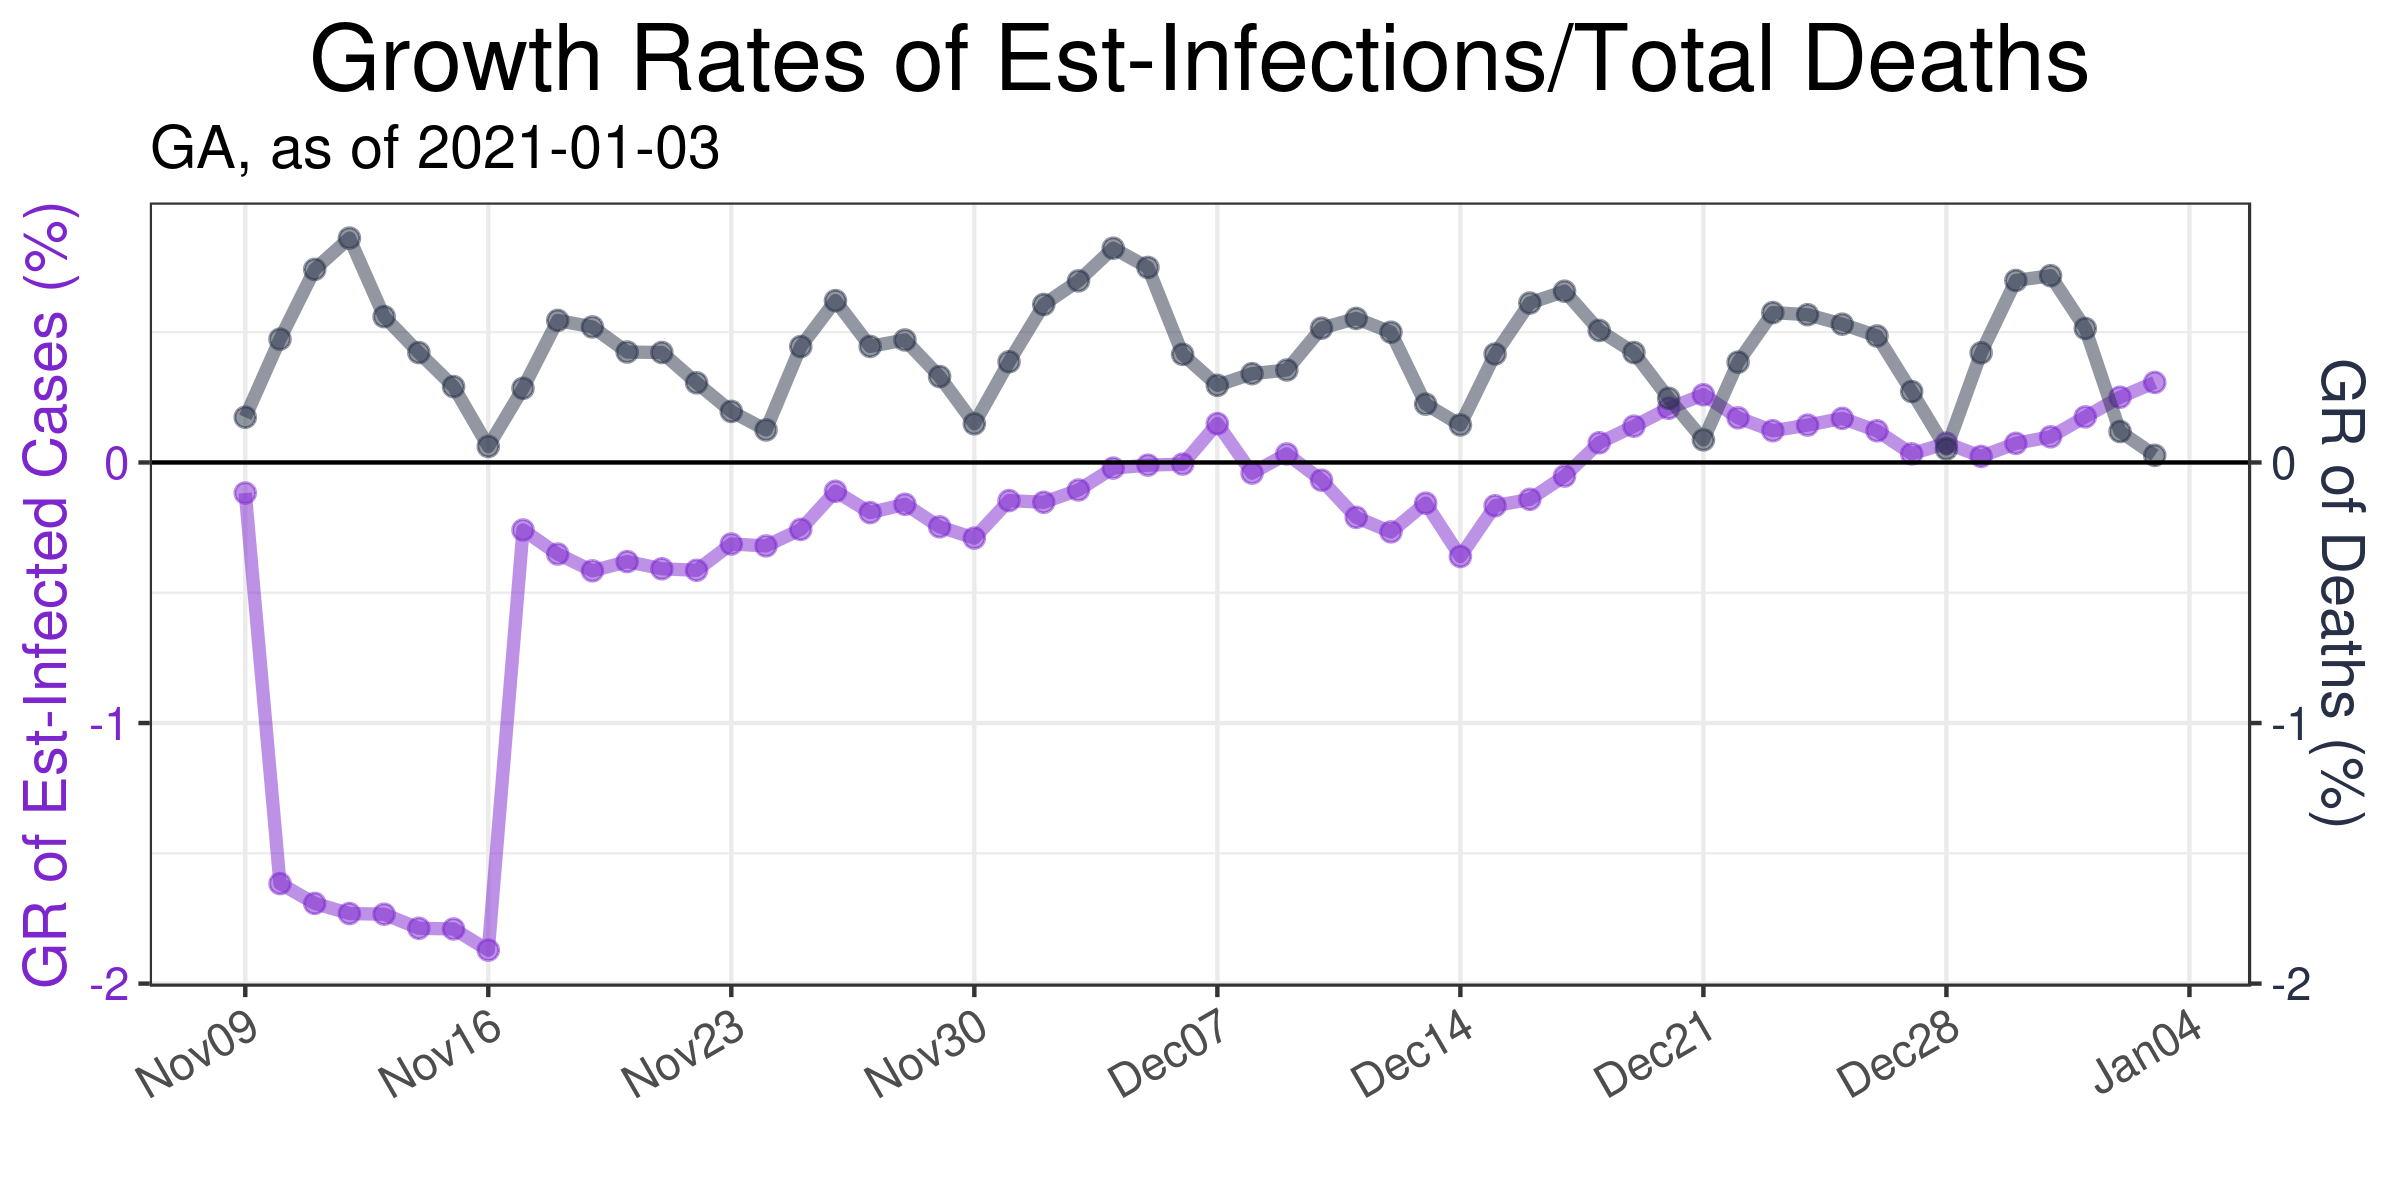 Growth Rates of Est-Infections/Total Deaths
GA, as of 2021-01-03
GR of Est-Infected Cases (%)
0
-1
-2
0
-1
-2
GR of Deaths (%)
Nov09
Nov16
Nov23
Nov30
Dec07
Dec14
Dec21
Dec28
Jan04